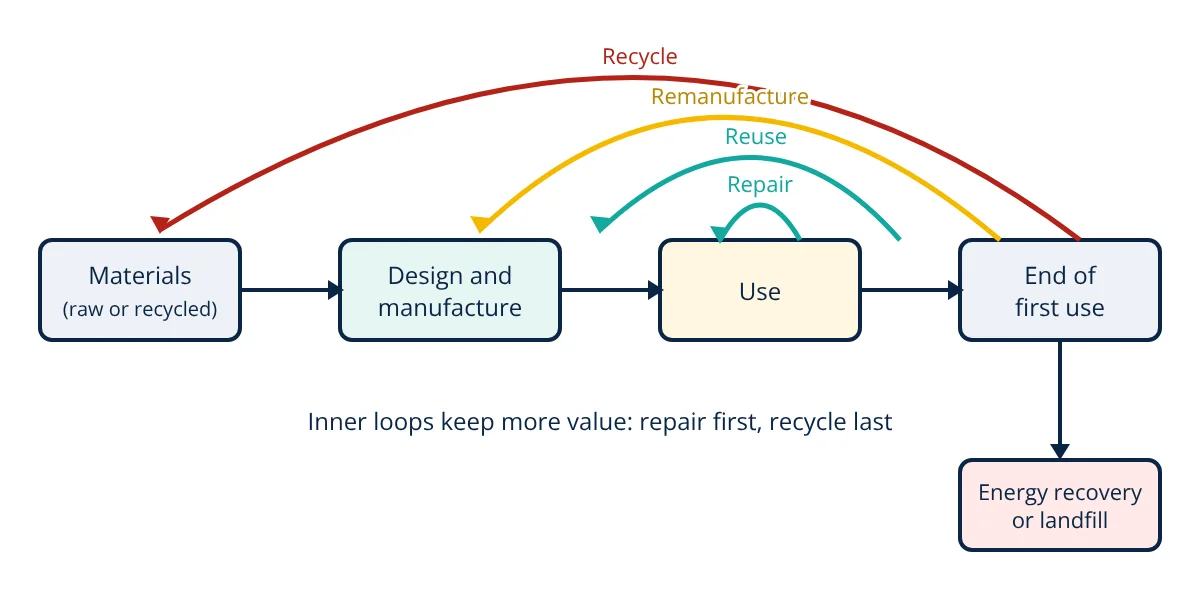 Recycle
Remanufacture
Reuse
Repair
Materials
(raw or recycled)
Design and
manufacture
Use
End of
first use
Inner loops keep more value: repair first, recycle last
Energy recovery
or landfill